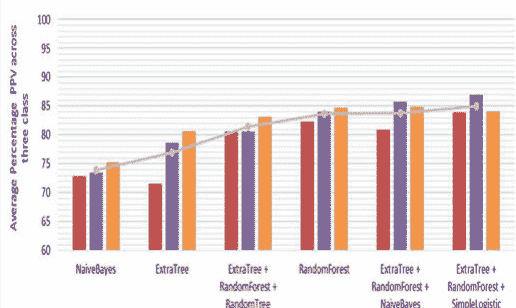 Average Percentage PPV across
three class
100
95
90
85
80
75
70
65
60
NaiveBayes
ExtraTree
ExtraTree +
RandomForest +
RandomTree
RandomForest
ExtraTree +
RandomForest +
NaiveBayes
ExtraTree +
RandomForest +
SimpleLogistic